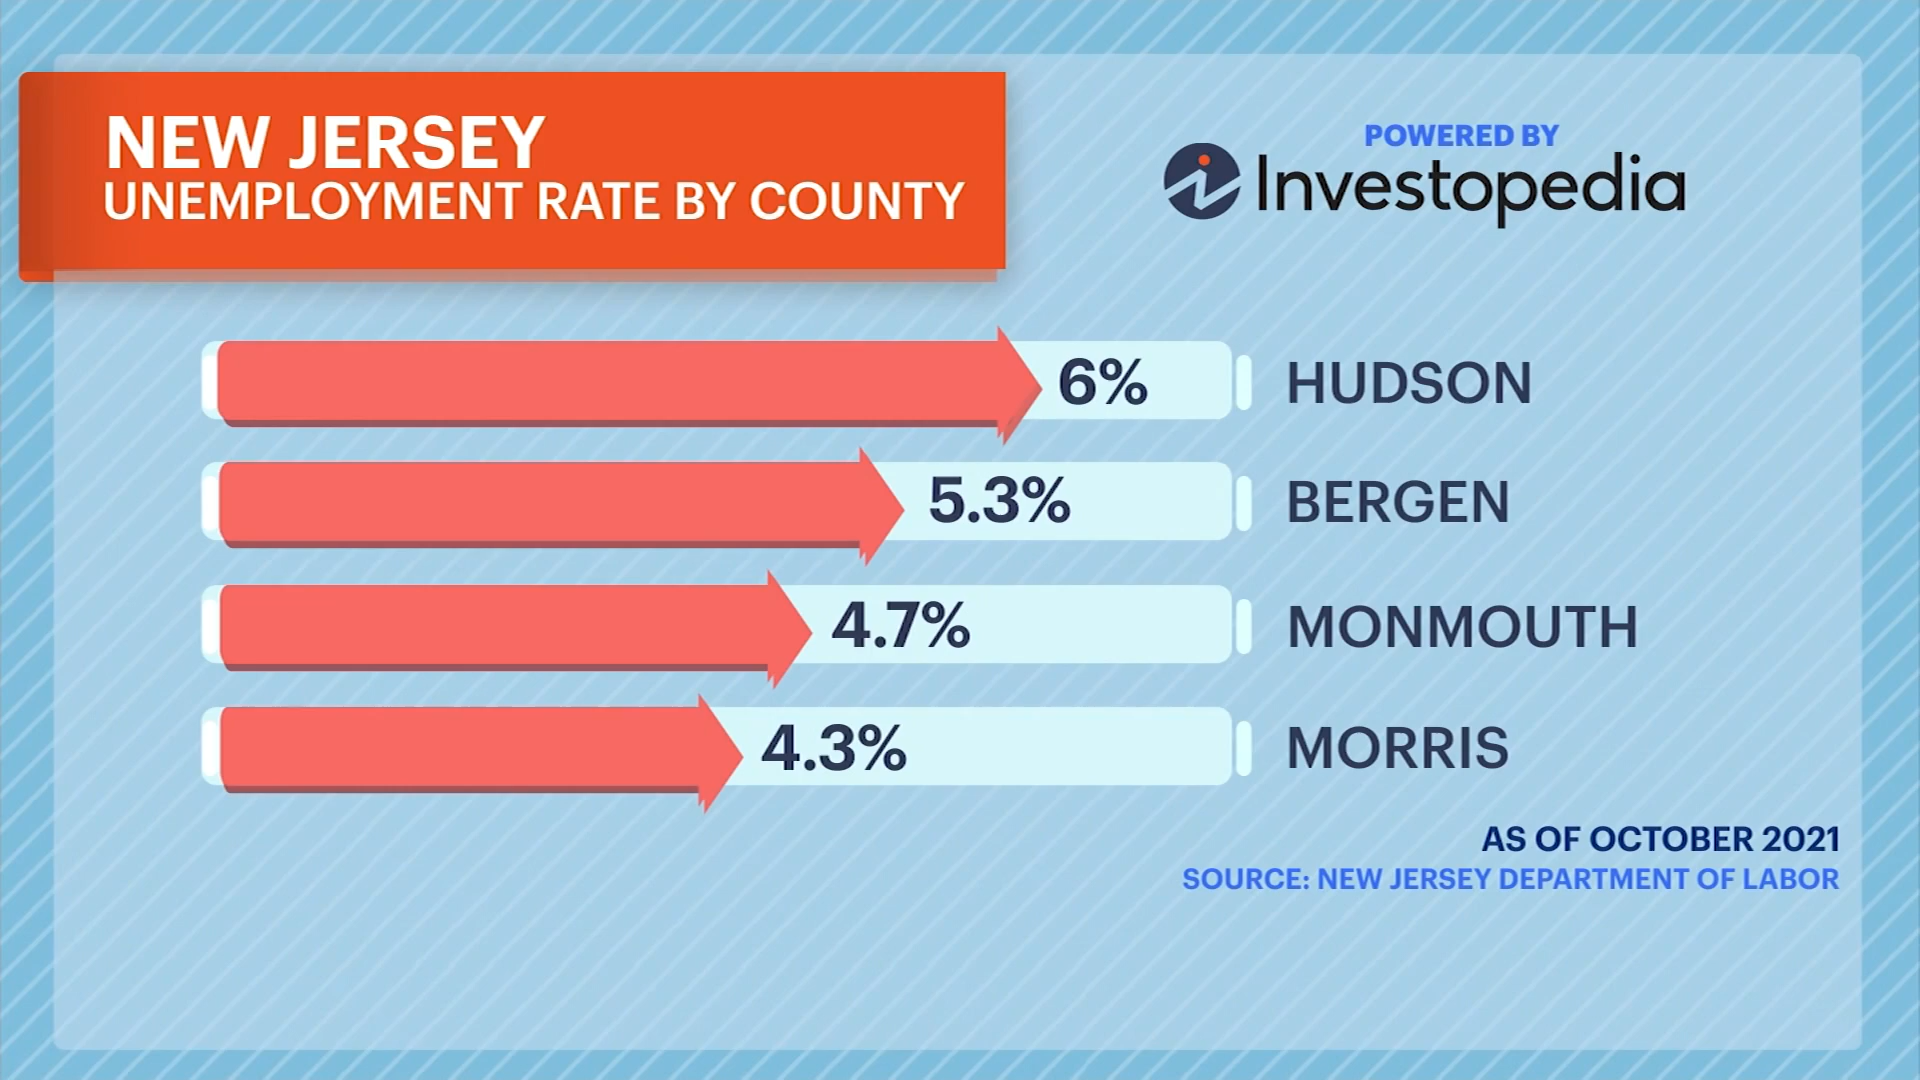 NEW JERSEY
UNEMPLOYMENT RATE BY COUNTY
POWERED BY
Investopedia
6% HUDSON
5.3% BERGEN
4.7% MONMOUTH
4.3% MORRIS
AS OF OCTOBER 2021
SOURCE: NEW JERSEY DEPARTMENT OF LABOR